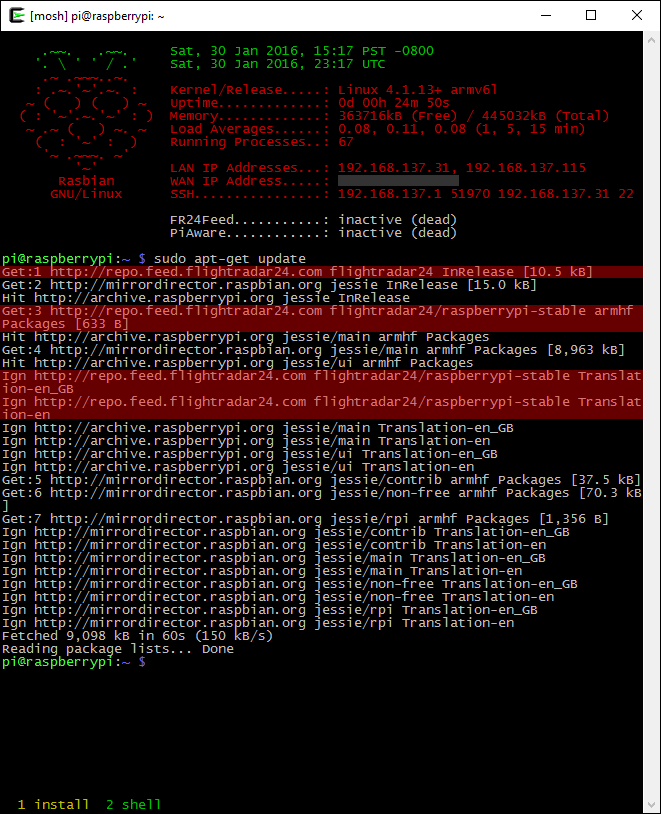 [mosh] pi@raspberrypi: ~
Sat, 30 Jan 2016, 15:17 PST -0800
Sat, 30 Jan 2016, 23:17 UTC
Kernel/Release.....: Linux 4.1.13+ armv6l
Uptime.............: 0d 00h 24m 50s
Memory.............: 363716kB (Free) / 445032kB (Total)
Load Averages......: 0.08, 0.11, 0.08 (1, 5, 15 min)
Running Processes..: 67
LAN IP Addresses...: 192.168.137.31, 192.168.137.115
Rasbian WAN IP Address.....:
GNU/Linux SSH................: 192.168.137.1 51970 192.168.137.31 22
FR24Feed...........: inactive (dead)
PiAware............: inactive (dead)
pi@raspberrypi:~ $ sudo apt-get update
Get:1 http://repo.feed.flightradar24.com flightradar24 InRelease [10.5 kB]
Get:2 http://mirrordirector.raspbian.org jessie InRelease [15.0 kB]
Hit http://archive.raspberrypi.org jessie InRelease
Get:3 http://repo.feed.flightradar24.com flightradar24/raspberrypi-stable armhf
Packages [633 B]
Hit http://archive.raspberrypi.org jessie/main armhf Packages
Get:4 http://mirrordirector.raspbian.org jessie/main armhf Packages [8,963 kB]
Hit http://archive.raspberrypi.org jessie/ui armhf Packages
Ign http://repo.feed.flightradar24.com flightradar24/raspberrypi-stable Translat
ion-en_GB
Ign http://repo.feed.flightradar24.com flightradar24/raspberrypi-stable Translat
ion-en
Ign http://archive.raspberrypi.org jessie/main Translation-en_GB
Ign http://archive.raspberrypi.org jessie/main Translation-en
Ign http://archive.raspberrypi.org jessie/ui Translation-en_GB
Ign http://archive.raspberrypi.org jessie/ui Translation-en
Get:5 http://mirrordirector.raspbian.org jessie/contrib armhf Packages [37.5 kB]
Get:6 http://mirrordirector.raspbian.org jessie/non-free armhf Packages [70.3 kB
]
Get:7 http://mirrordirector.raspbian.org jessie/rpi armhf Packages [1,356 B]
Ign http://mirrordirector.raspbian.org jessie/contrib Translation-en_GB
Ign http://mirrordirector.raspbian.org jessie/contrib Translation-en
Ign http://mirrordirector.raspbian.org jessie/main Translation-en_GB
Ign http://mirrordirector.raspbian.org jessie/main Translation-en
Ign http://mirrordirector.raspbian.org jessie/non-free Translation-en_GB
Ign http://mirrordirector.raspbian.org jessie/non-free Translation-en
Ign http://mirrordirector.raspbian.org jessie/rpi Translation-en_GB
Ign http://mirrordirector.raspbian.org jessie/rpi Translation-en
Fetched 9,098 kB in 60s (150 kB/s)
Reading package lists... Done
pi@raspberrypi:~ $
1 install 2 shell